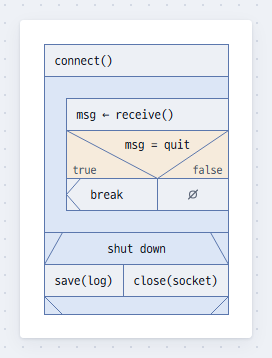 connect()
msg ← receive()
msg = quit
true false
break ∅
shut down
save(log) close(socket)